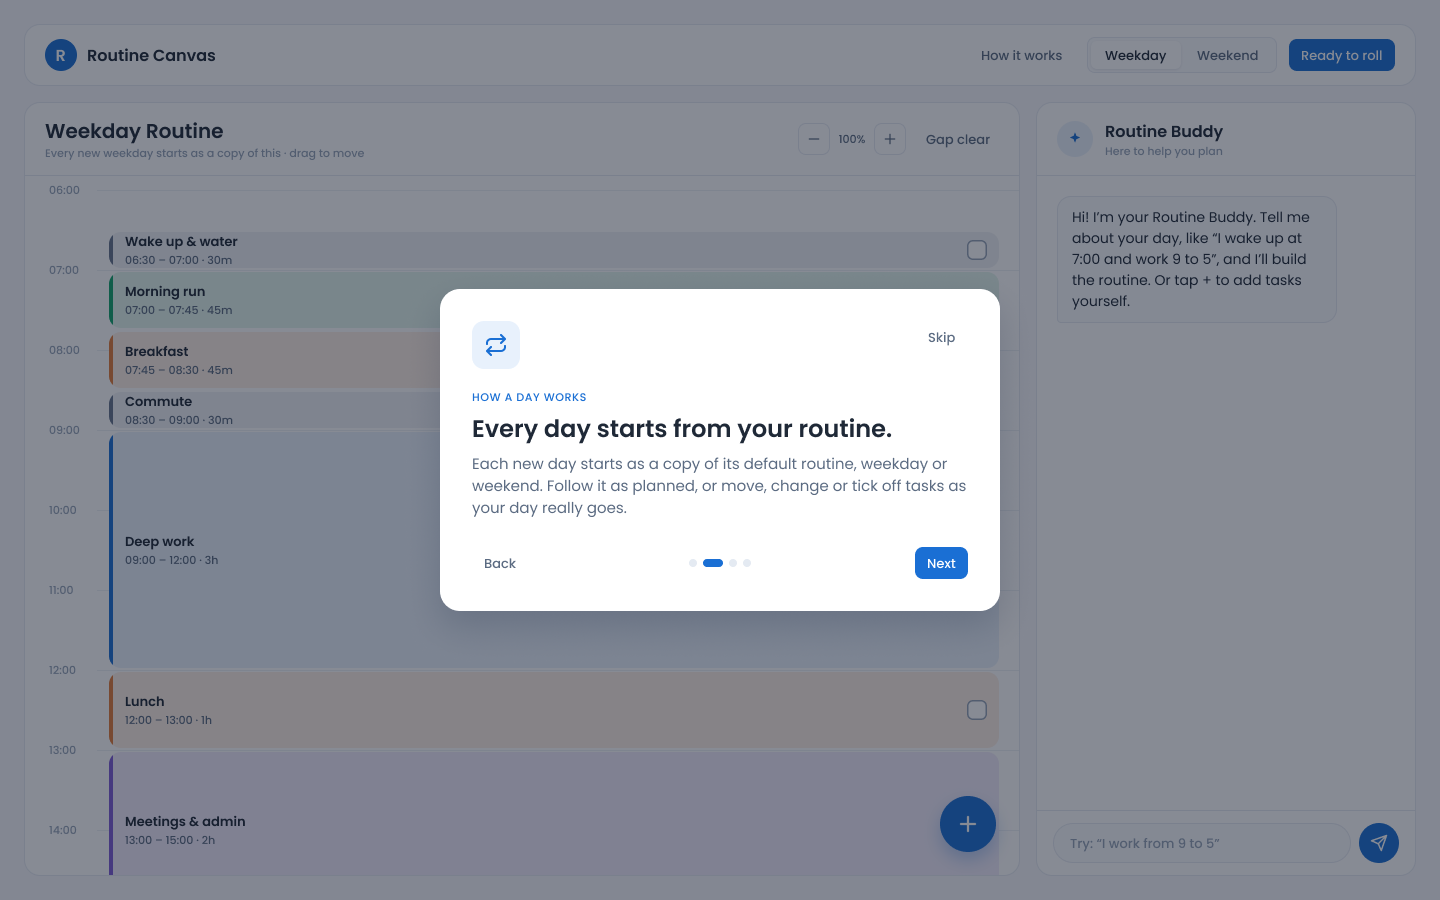 R Routine Canvas
How it works
Weekday
Weekend
Ready to roll
Weekday Routine
Every new weekday starts as a copy of this · drag to move
100%
Gap clear
06:00
Wake up & water
06:30 – 07:00 · 30m
07:00
Morning run
07:00 – 07:45 · 45m
08:00
Breakfast
07:45 – 08:30 · 45m
Commute
08:30 – 09:00 · 30m
09:00
10:00
Deep work
09:00 – 12:00 · 3h
11:00
12:00
Lunch
12:00 – 13:00 · 1h
13:00
Meetings & admin
13:00 – 15:00 · 2h
14:00
Skip
HOW A DAY WORKS
Every day starts from your routine.
Each new day starts as a copy of its default routine, weekday or
weekend. Follow it as planned, or move, change or tick off tasks as
your day really goes.
Back
Next
Routine Buddy
Here to help you plan
Hi! I’m your Routine Buddy. Tell me
about your day, like “I wake up at
7:00 and work 9 to 5”, and I’ll build
the routine. Or tap + to add tasks
yourself.
Try: “I work from 9 to 5”